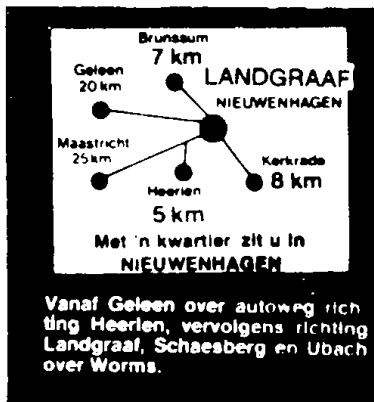 Brunssum
7 km
Geleen
20 km
LANDGRAAF
NIEUWENHAGEN
Maastricht
25 km
Kerkrade
8 km
Heerlen
5 km
Met 'n kwartier zit u in
NIEUWENHAGEN
Vanaf Geleen over autoweg rich
ting Heerlen, vervolgens richting
Landgraaf, Schaesberg en Ubach
over Worms.